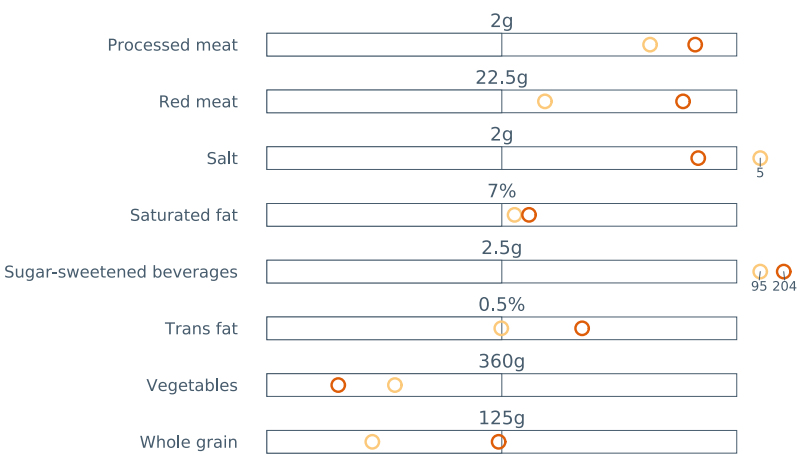 2g
Processed meat
22.5g
Red meat
2g
Salt
5
7%
Saturated fat
2.5g
Sugar-sweetened beverages
95 204
0.5%
Trans fat
360g
Vegetables
125g
Whole grain